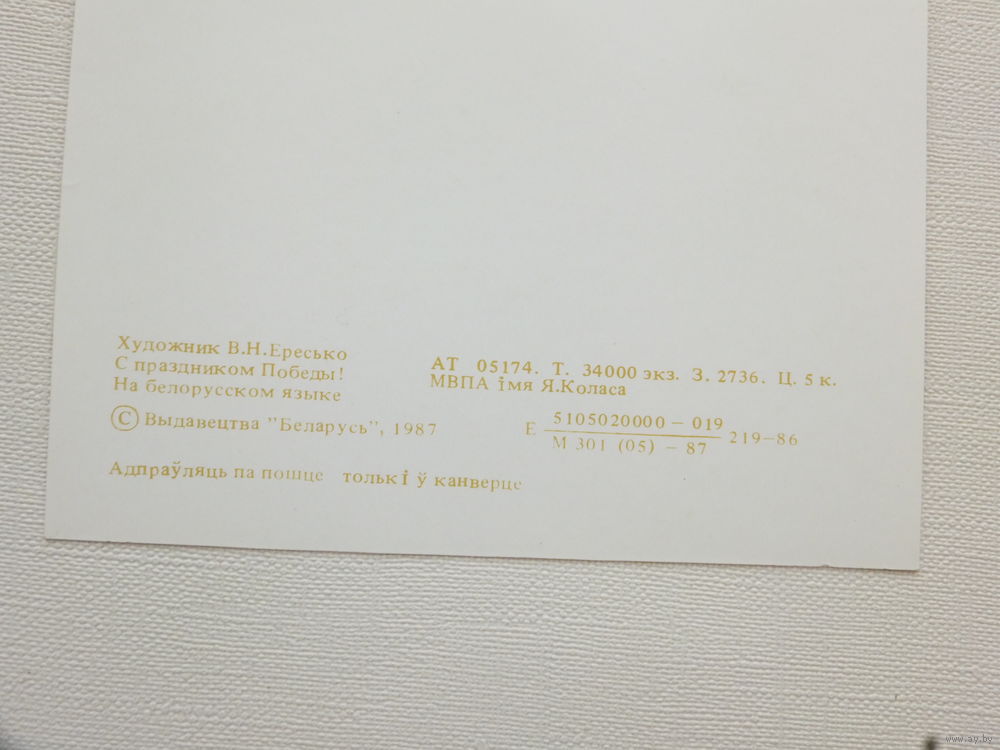 Художник В.Н.Ересько
С праздником Победы!
На белорусском языке
© Выдавецтва "Беларусь", 1987
Адпраўляць па пошце толькі ў канверце
АТ 05174. Т. 34000 экз. З. 2736. Ц. 5 к.
МВПА імя Я.Коласа
Е 5105020000 — 019
М 301 (05) — 87
219—86
www.ay.by